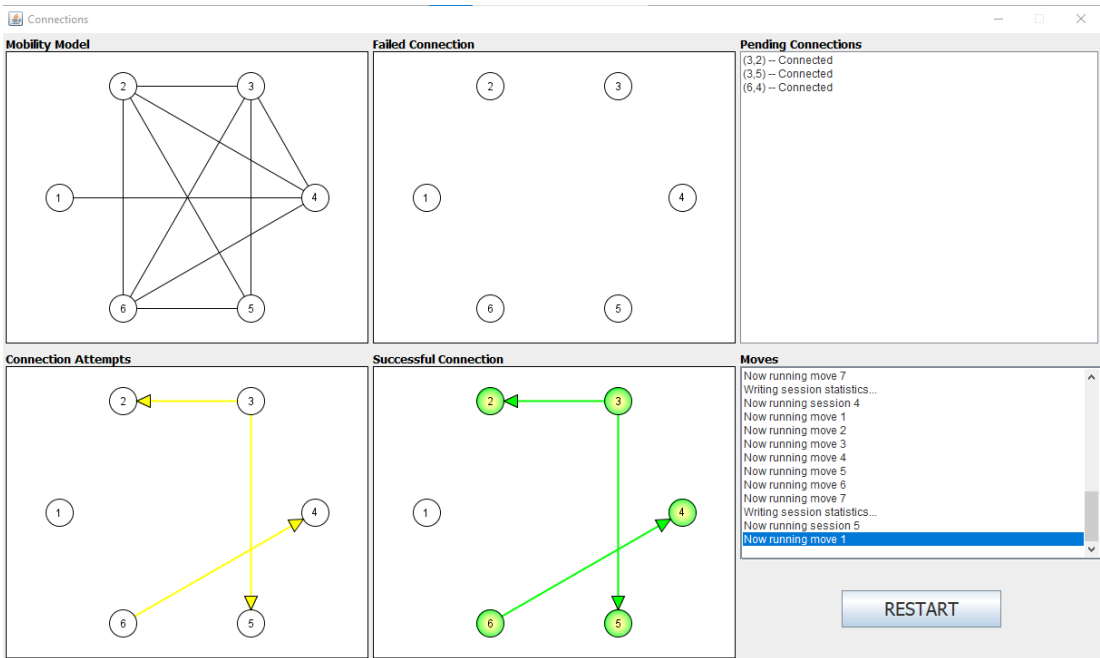 Connections
Mobility Model
2
3
1
4
6
5
Failed Connection
2
3
1
4
6
5
Pending Connections
(3,2) -- Connected
(3,5) -- Connected
(6,4) -- Connected
Connection Attempts
2
3
1
4
6
5
Successful Connection
2
3
1
4
6
5
Moves
Now running move 7
Writing session statistics...
Now running session 4
Now running move 1
Now running move 2
Now running move 3
Now running move 4
Now running move 5
Now running move 6
Now running move 7
Writing session statistics...
Now running session 5
Now running move 1
RESTART